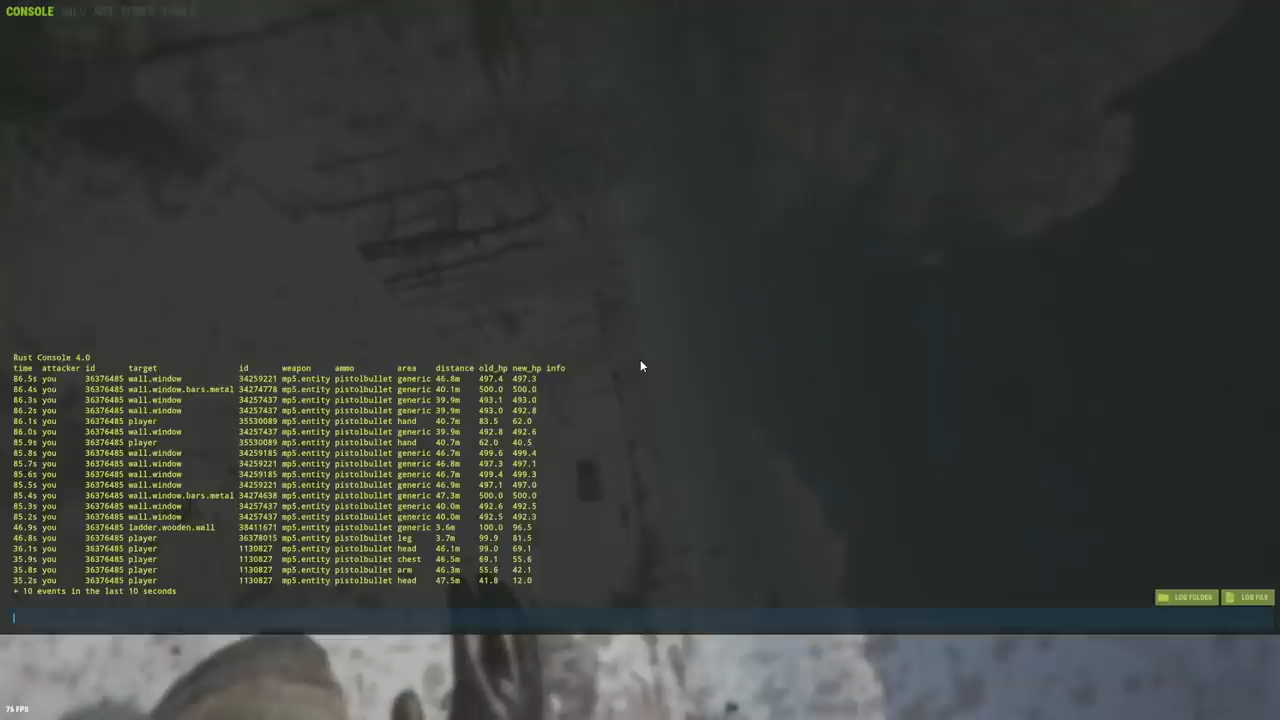 CONSOLE
Rust Console 4.0
time attacker id target id weapon ammo area distance old_hp new_hp info
86.5s you 36376485 wall.window 34259221 mp5.entity pistolbullet generic 46.8m 497.4 497.3
86.4s you 36376485 wall.window.bars.metal 34274778 mp5.entity pistolbullet generic 40.1m 500.0 500.0
86.3s you 36376485 wall.window 34257437 mp5.entity pistolbullet generic 39.9m 493.1 493.0
86.2s you 36376485 wall.window 34257437 mp5.entity pistolbullet generic 39.9m 493.0 492.8
86.1s you 36376485 player 35530089 mp5.entity pistolbullet hand 40.7m 83.5 62.0
86.0s you 36376485 wall.window 34257437 mp5.entity pistolbullet generic 39.9m 492.8 492.6
85.9s you 36376485 player 35530089 mp5.entity pistolbullet hand 40.7m 62.0 40.5
85.8s you 36376485 wall.window 34259185 mp5.entity pistolbullet generic 46.7m 499.6 499.4
85.7s you 36376485 wall.window 34259221 mp5.entity pistolbullet generic 46.8m 497.3 497.1
85.6s you 36376485 wall.window 34259185 mp5.entity pistolbullet generic 46.7m 499.4 499.3
85.5s you 36376485 wall.window 34259221 mp5.entity pistolbullet generic 46.9m 497.1 497.0
85.4s you 36376485 wall.window.bars.metal 34274638 mp5.entity pistolbullet generic 47.3m 500.0 500.0
85.3s you 36376485 wall.window 34257437 mp5.entity pistolbullet generic 40.0m 492.6 492.5
85.2s you 36376485 wall.window 34257437 mp5.entity pistolbullet generic 40.0m 492.5 492.3
46.9s you 36376485 ladder.wooden.wall 38411671 mp5.entity pistolbullet generic 3.6m 100.0 96.5
46.8s you 36376485 player 36378015 mp5.entity pistolbullet leg 3.7m 99.9 81.5
36.1s you 36376485 player 1130827 mp5.entity pistolbullet head 46.1m 99.0 69.1
35.9s you 36376485 player 1130827 mp5.entity pistolbullet chest 46.5m 69.1 55.6
35.8s you 36376485 player 1130827 mp5.entity pistolbullet arm 46.3m 55.6 42.1
35.2s you 36376485 player 1130827 mp5.entity pistolbullet head 47.5m 41.8 12.0
+ 10 events in the last 10 seconds
LOG FOLDER LOG FILE
75 FPS